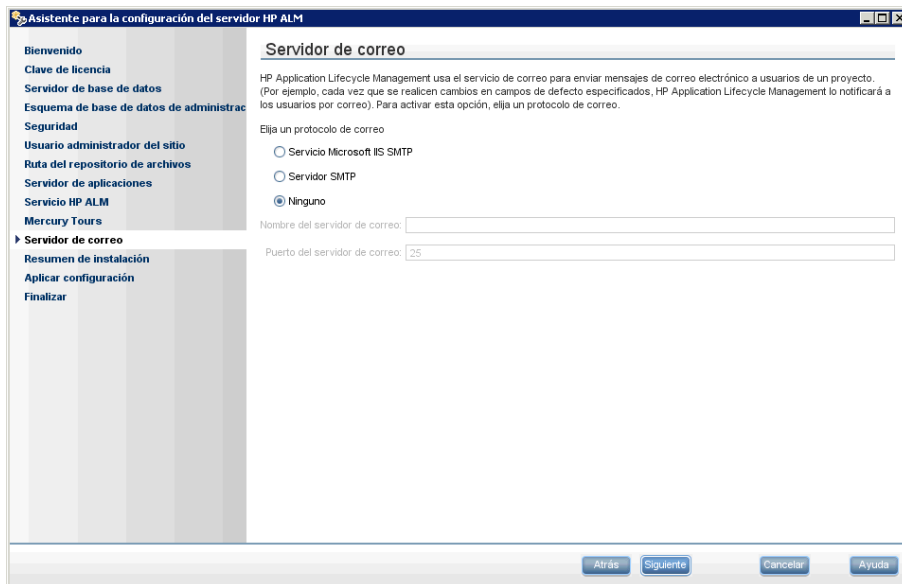 Asistente para la configuración del servidor HP ALM
Bienvenido
Clave de licencia
Servidor de base de datos
Esquema de base de datos de administrac
Seguridad
Usuario administrador del sitio
Ruta del repositorio de archivos
Servidor de aplicaciones
Servicio HP ALM
Mercury Tours
Servidor de correo
Resumen de instalación
Aplicar configuración
Finalizar
Servidor de correo
HP Application Lifecycle Management usa el servicio de correo para enviar mensajes de correo electrónico a usuarios de un proyecto.
(Por ejemplo, cada vez que se realicen cambios en campos de defecto especificados, HP Application Lifecycle Management lo notificará a
los usuarios por correo). Para activar esta opción, elija un protocolo de correo.
Elija un protocolo de correo
Servicio Microsoft IIS SMTP
Servidor SMTP
Ninguno
Nombre del servidor de correo:
Puerto del servidor de correo: 25
Atrás Siguiente Cancelar Ayuda